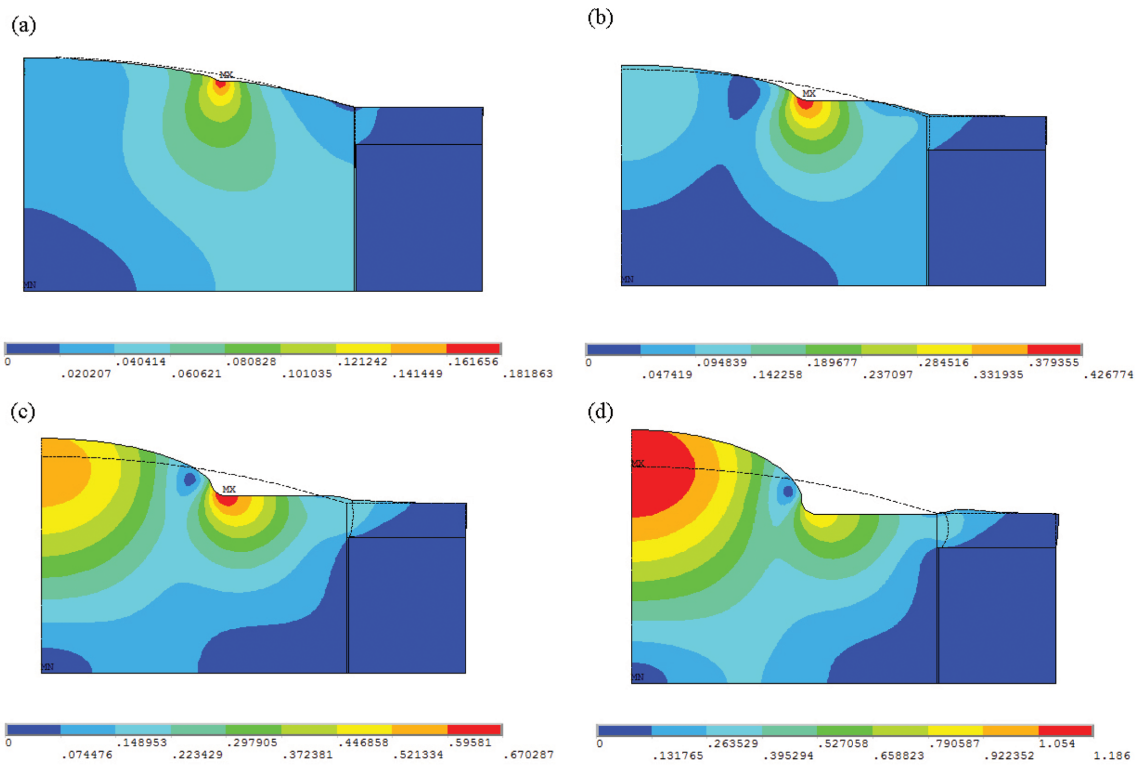 (a)
(b)
MX
MX
MN
MN
0 .040414 .080828 .121242 .161656
.020207 .060621 .101035 .141449 .181863
0 .094839 .189677 .284516 .379355
.047419 .142258 .237097 .331935 .426774
(c)
(d)
MX
MX
MN
MN
0 .148953 .297905 .446858 .59581
.074476 .223429 .372381 .521334 .670287
0 .263529 .527058 .790587 1.054
.131765 .395294 .658823 .922352 1.186